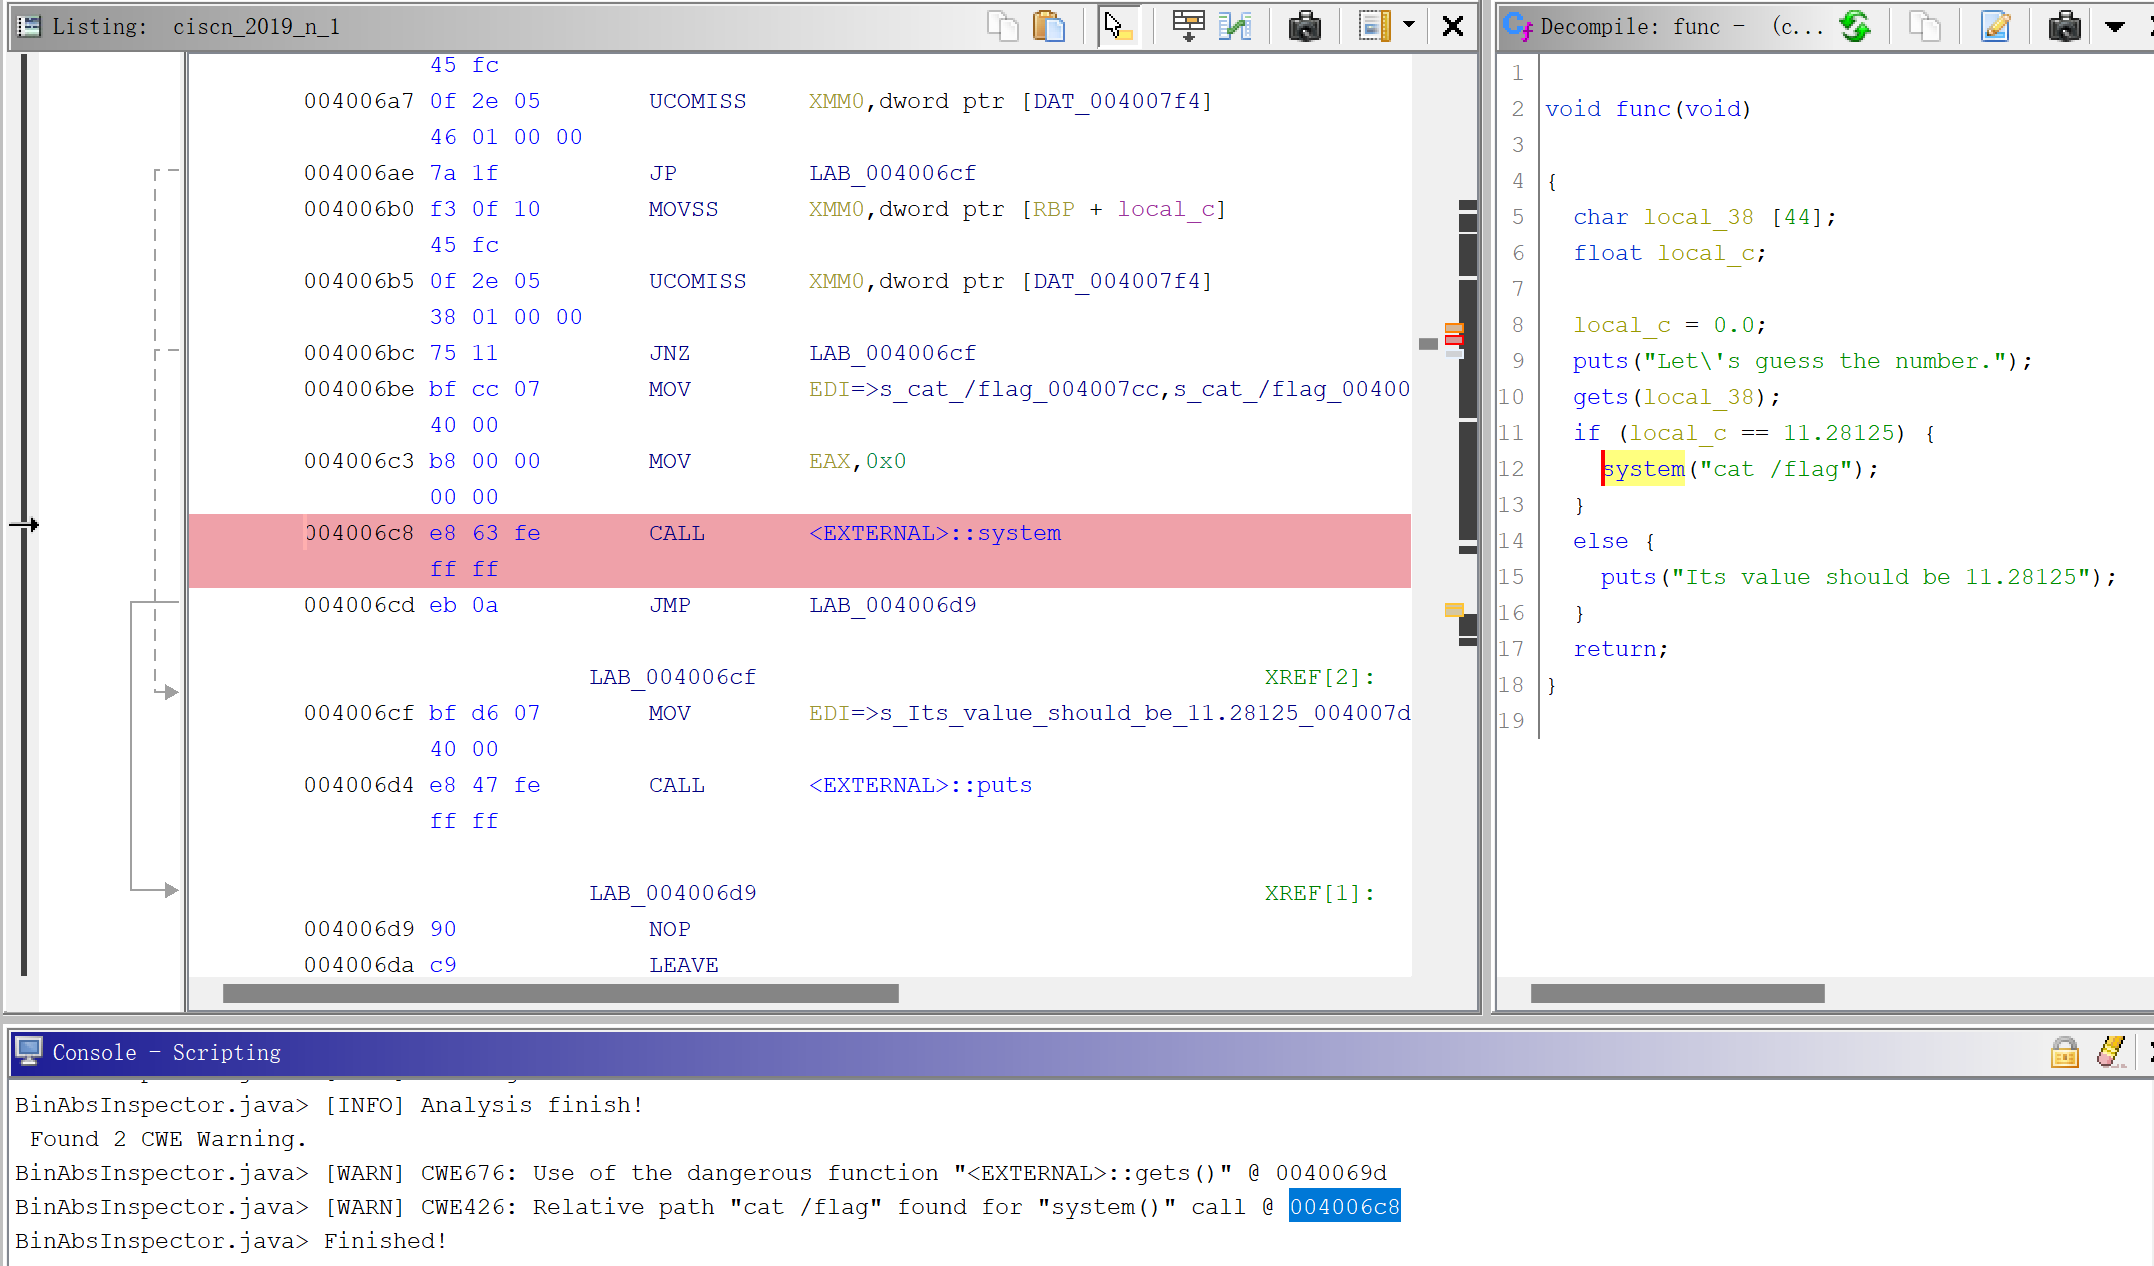 Listing: ciscn_2019_n_1
45 fc
004006a7 0f 2e 05 UCOMISS XMM0,dword ptr [DAT_004007f4]
46 01 00 00
004006ae 7a 1f JP LAB_004006cf
004006b0 f3 0f 10 MOVSS XMM0,dword ptr [RBP + local_c]
45 fc
004006b5 0f 2e 05 UCOMISS XMM0,dword ptr [DAT_004007f4]
38 01 00 00
004006bc 75 11 JNZ LAB_004006cf
004006be bf cc 07 MOV EDI=>s_cat_/flag_004007cc,s_cat_/flag_00400
40 00
004006c3 b8 00 00 MOV EAX,0x0
00 00
004006c8 e8 63 fe CALL <EXTERNAL>::system
ff ff
004006cd eb 0a JMP LAB_004006d9
LAB_004006cf XREF[2]:
004006cf bf d6 07 MOV EDI=>s_Its_value_should_be_11.28125_004007d
40 00
004006d4 e8 47 fe CALL <EXTERNAL>::puts
ff ff
LAB_004006d9 XREF[1]:
004006d9 90 NOP
004006da c9 LEAVE
Decompile: func - (c...
1
2 void func(void)
3
4 {
5 char local_38 [44];
6 float local_c;
7
8 local_c = 0.0;
9 puts("Let\'s guess the number.");
10 gets(local_38);
11 if (local_c == 11.28125) {
12 system("cat /flag");
13 }
14 else {
15 puts("Its value should be 11.28125");
16 }
17 return;
18 }
19
Console - Scripting
BinAbsInspector.java> [INFO] Analysis finish!
Found 2 CWE Warning.
BinAbsInspector.java> [WARN] CWE676: Use of the dangerous function "<EXTERNAL>::gets()" @ 0040069d
BinAbsInspector.java> [WARN] CWE426: Relative path "cat /flag" found for "system()" call @ 004006c8
BinAbsInspector.java> Finished!